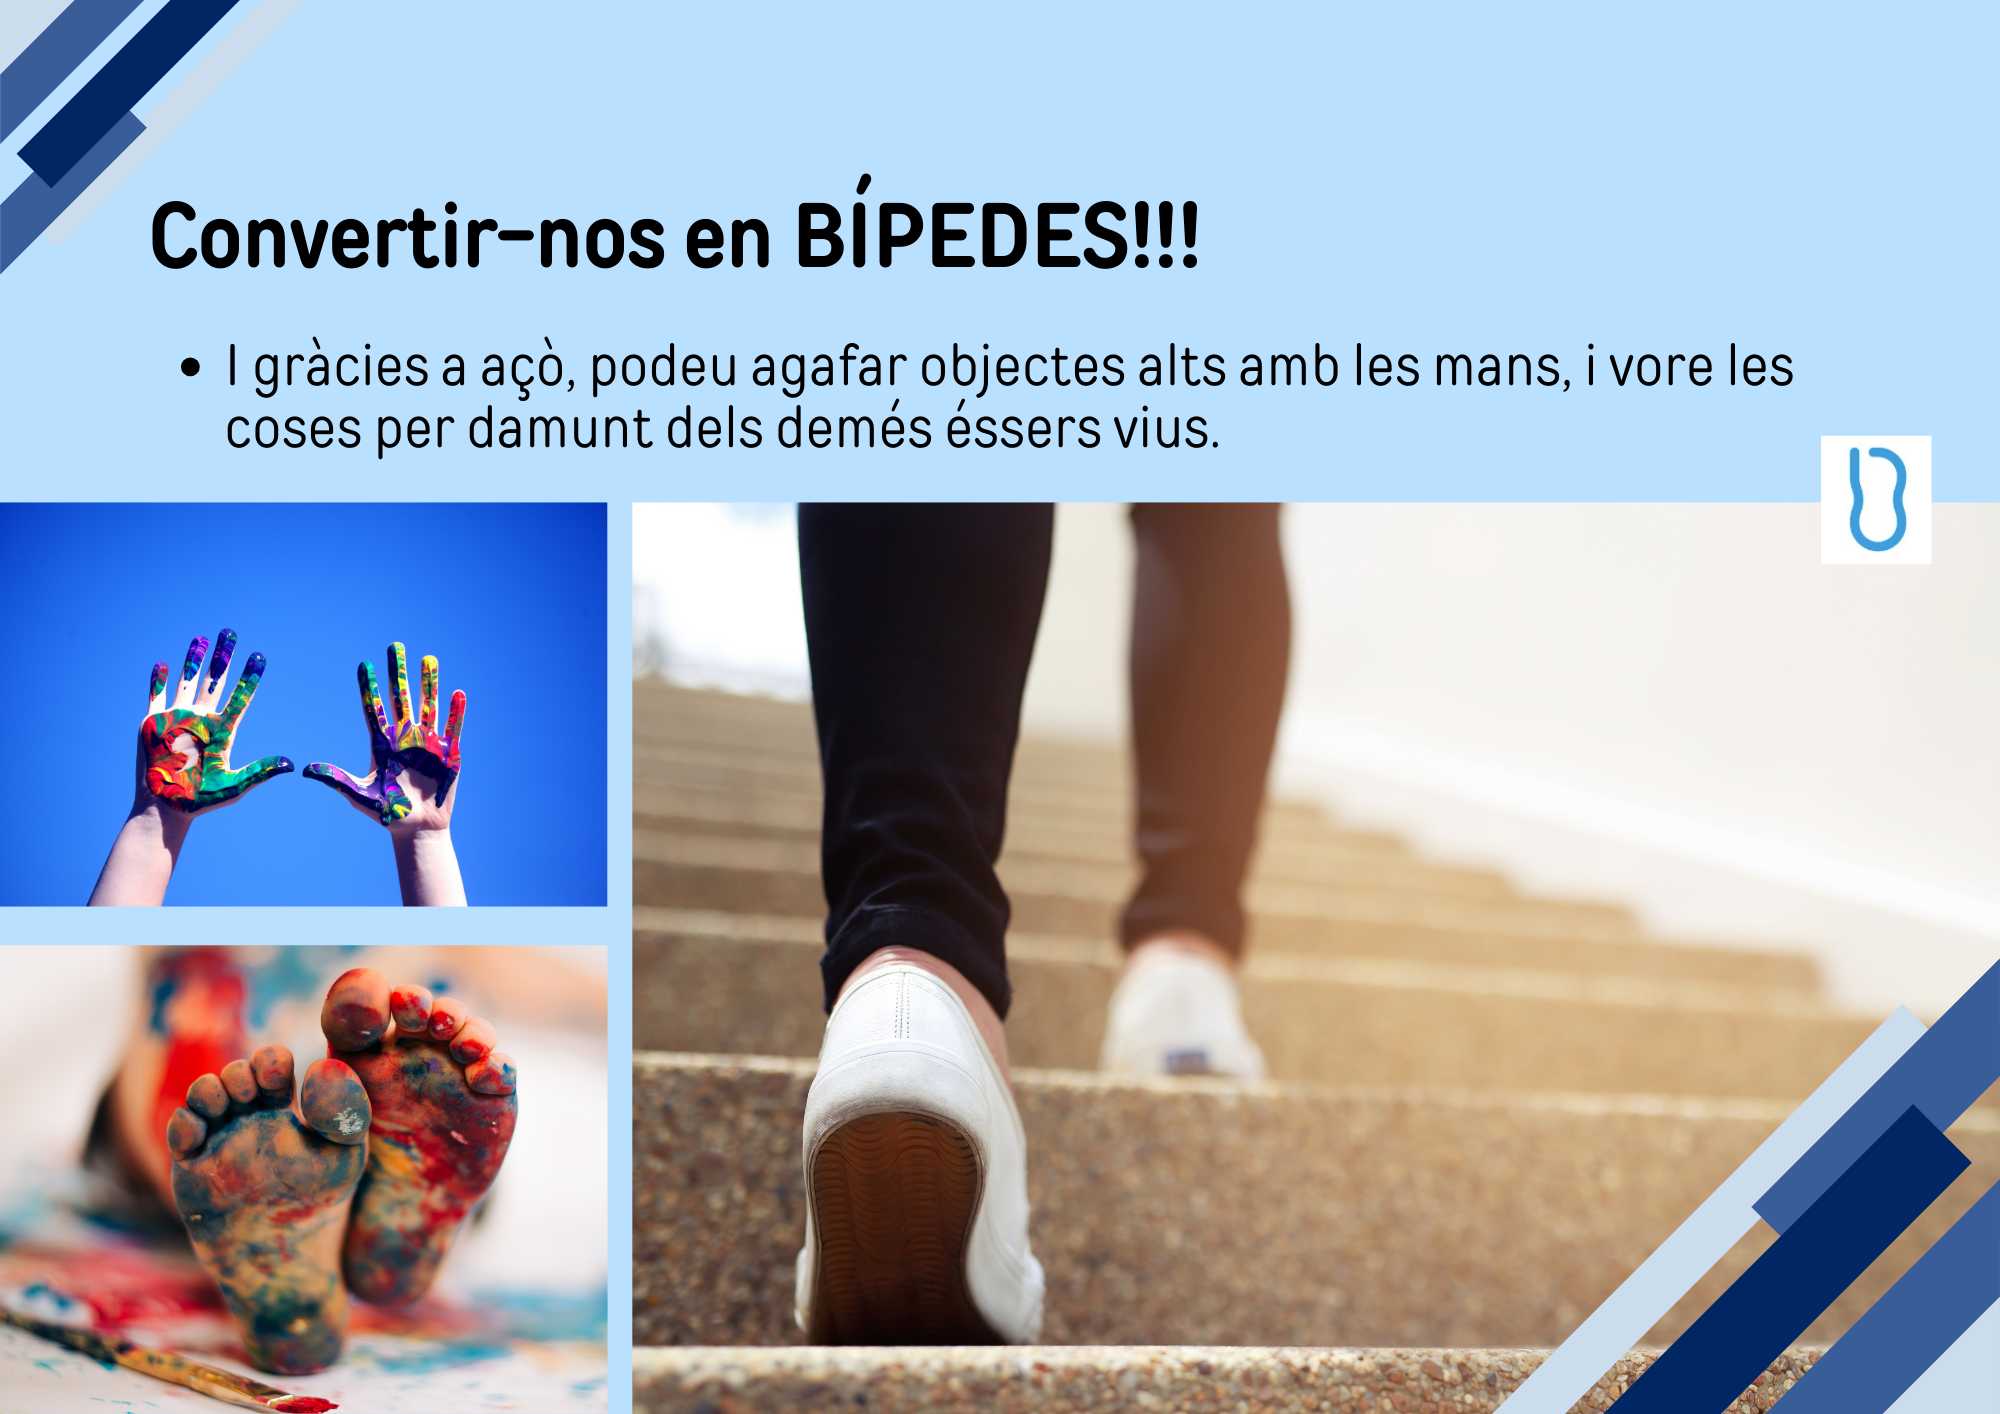 Convertir-nos en BÍPEDES!!!
• I gràcies a açò, podeu agafar objectes alts amb les mans, i vore les
coses per damunt dels demés éssers vius.